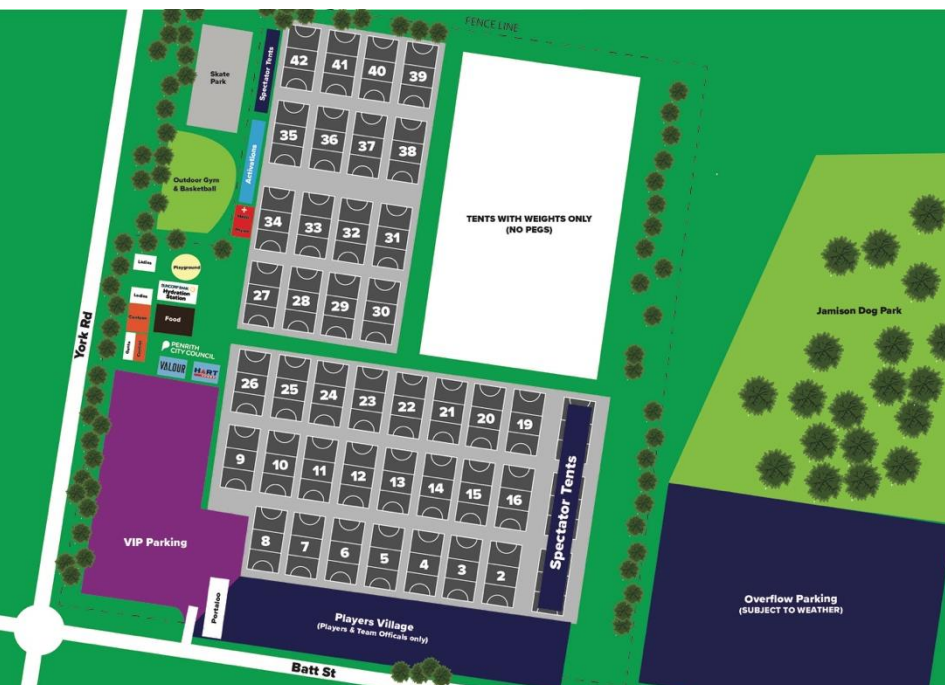 FENCE LINE
Skate
Park
Spectator Tents
42 41 40 39
35 36 37 38
Activations
Outdoor Gym
& Basketball
34 33 32 31
27 28 29 30
TENTS WITH WEIGHTS ONLY
(NO PEGS)
Ladies
Playground
Hydration
Station
Ladies
Food
PENRITH
CITY COUNCIL
VALOUR
HART
York Rd
26 25 24 23 22 21 20 19
9 10 11 12 13 14 15 16
8 7 6 5 4 3 2
Spectator Tents
VIP Parking
Portaloo
Players Village
(Players & Team Officals only)
Batt St
Jamison Dog Park
Overflow Parking
(SUBJECT TO WEATHER)